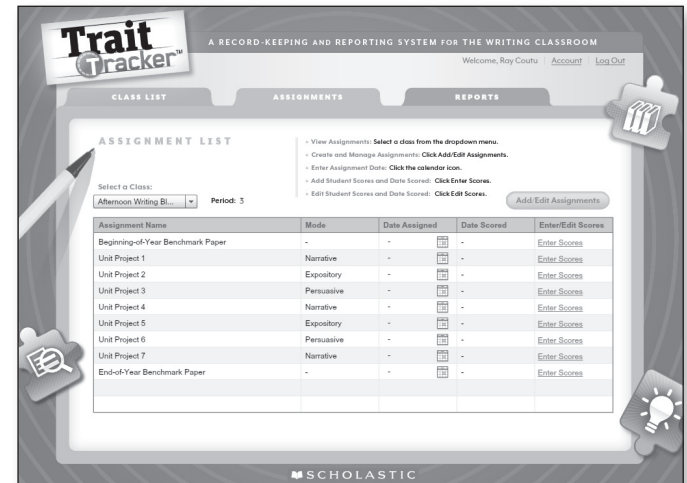 Trait Tracker™
A RECORD-KEEPING AND REPORTING SYSTEM FOR THE WRITING CLASSROOM
Welcome, Ray Coutu | Account | Log Out
CLASS LIST ASSIGNMENTS REPORTS
ASSIGNMENT LIST
» View Assignments: Select a class from the dropdown menu.
» Create and Manage Assignments: Click Add/Edit Assignments.
» Enter Assignment Date: Click the calendar icon.
» Add Student Scores and Date Scored: Click Enter Scores.
» Edit Student Scores and Date Scored: Click Edit Scores.
Select a Class:
Afternoon Writing Bl... Period: 3
Add/Edit Assignments
Assignment Name Mode Date Assigned Date Scored Enter/Edit Scores
Beginning-of-Year Benchmark Paper - - - Enter Scores
Unit Project 1 Narrative - - Enter Scores
Unit Project 2 Expository - - Enter Scores
Unit Project 3 Persuasive - - Enter Scores
Unit Project 4 Narrative - - Enter Scores
Unit Project 5 Expository - - Enter Scores
Unit Project 6 Persuasive - - Enter Scores
Unit Project 7 Narrative - - Enter Scores
End-of-Year Benchmark Paper - - - Enter Scores
SCHOLASTIC